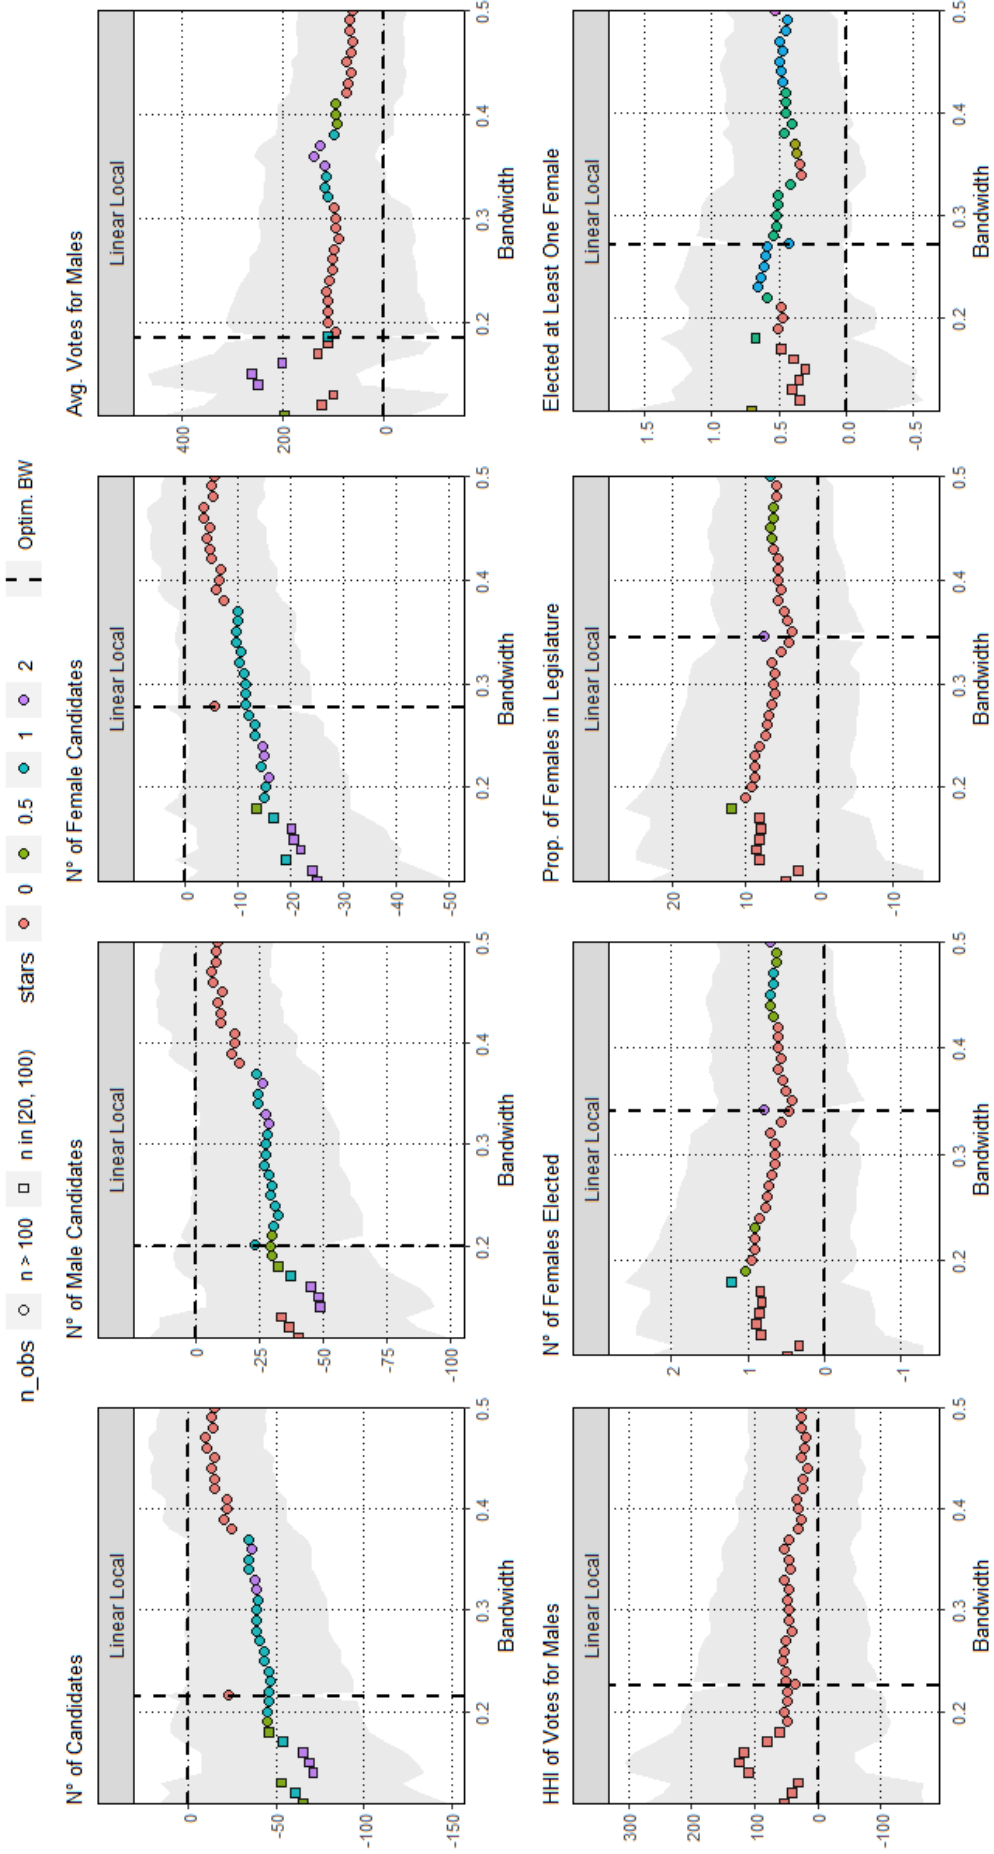 n_obs n > 100 n in [20, 100) stars 0 0.5 1 2 Optim. BW
N° of Candidates
Linear Local
0
-50
-100
-150
0.2 0.3 0.4 0.5
Bandwidth
N° of Male Candidates
Linear Local
0
-25
-50
-75
-100
0.2 0.3 0.4 0.5
Bandwidth
N° of Female Candidates
Linear Local
0
-10
-20
-30
-40
-50
0.2 0.3 0.4 0.5
Bandwidth
Avg. Votes for Males
Linear Local
400
200
0
0.2 0.3 0.4 0.5
Bandwidth
HHI of Votes for Males
Linear Local
300
200
100
0
-100
0.2 0.3 0.4 0.5
Bandwidth
N° of Females Elected
Linear Local
2
1
0
-1
0.2 0.3 0.4 0.5
Bandwidth
Prop. of Females in Legislature
Linear Local
20
10
0
-10
0.2 0.3 0.4 0.5
Bandwidth
Elected at Least One Female
Linear Local
1.5
1.0
0.5
0.0
-0.5
0.2 0.3 0.4 0.5
Bandwidth